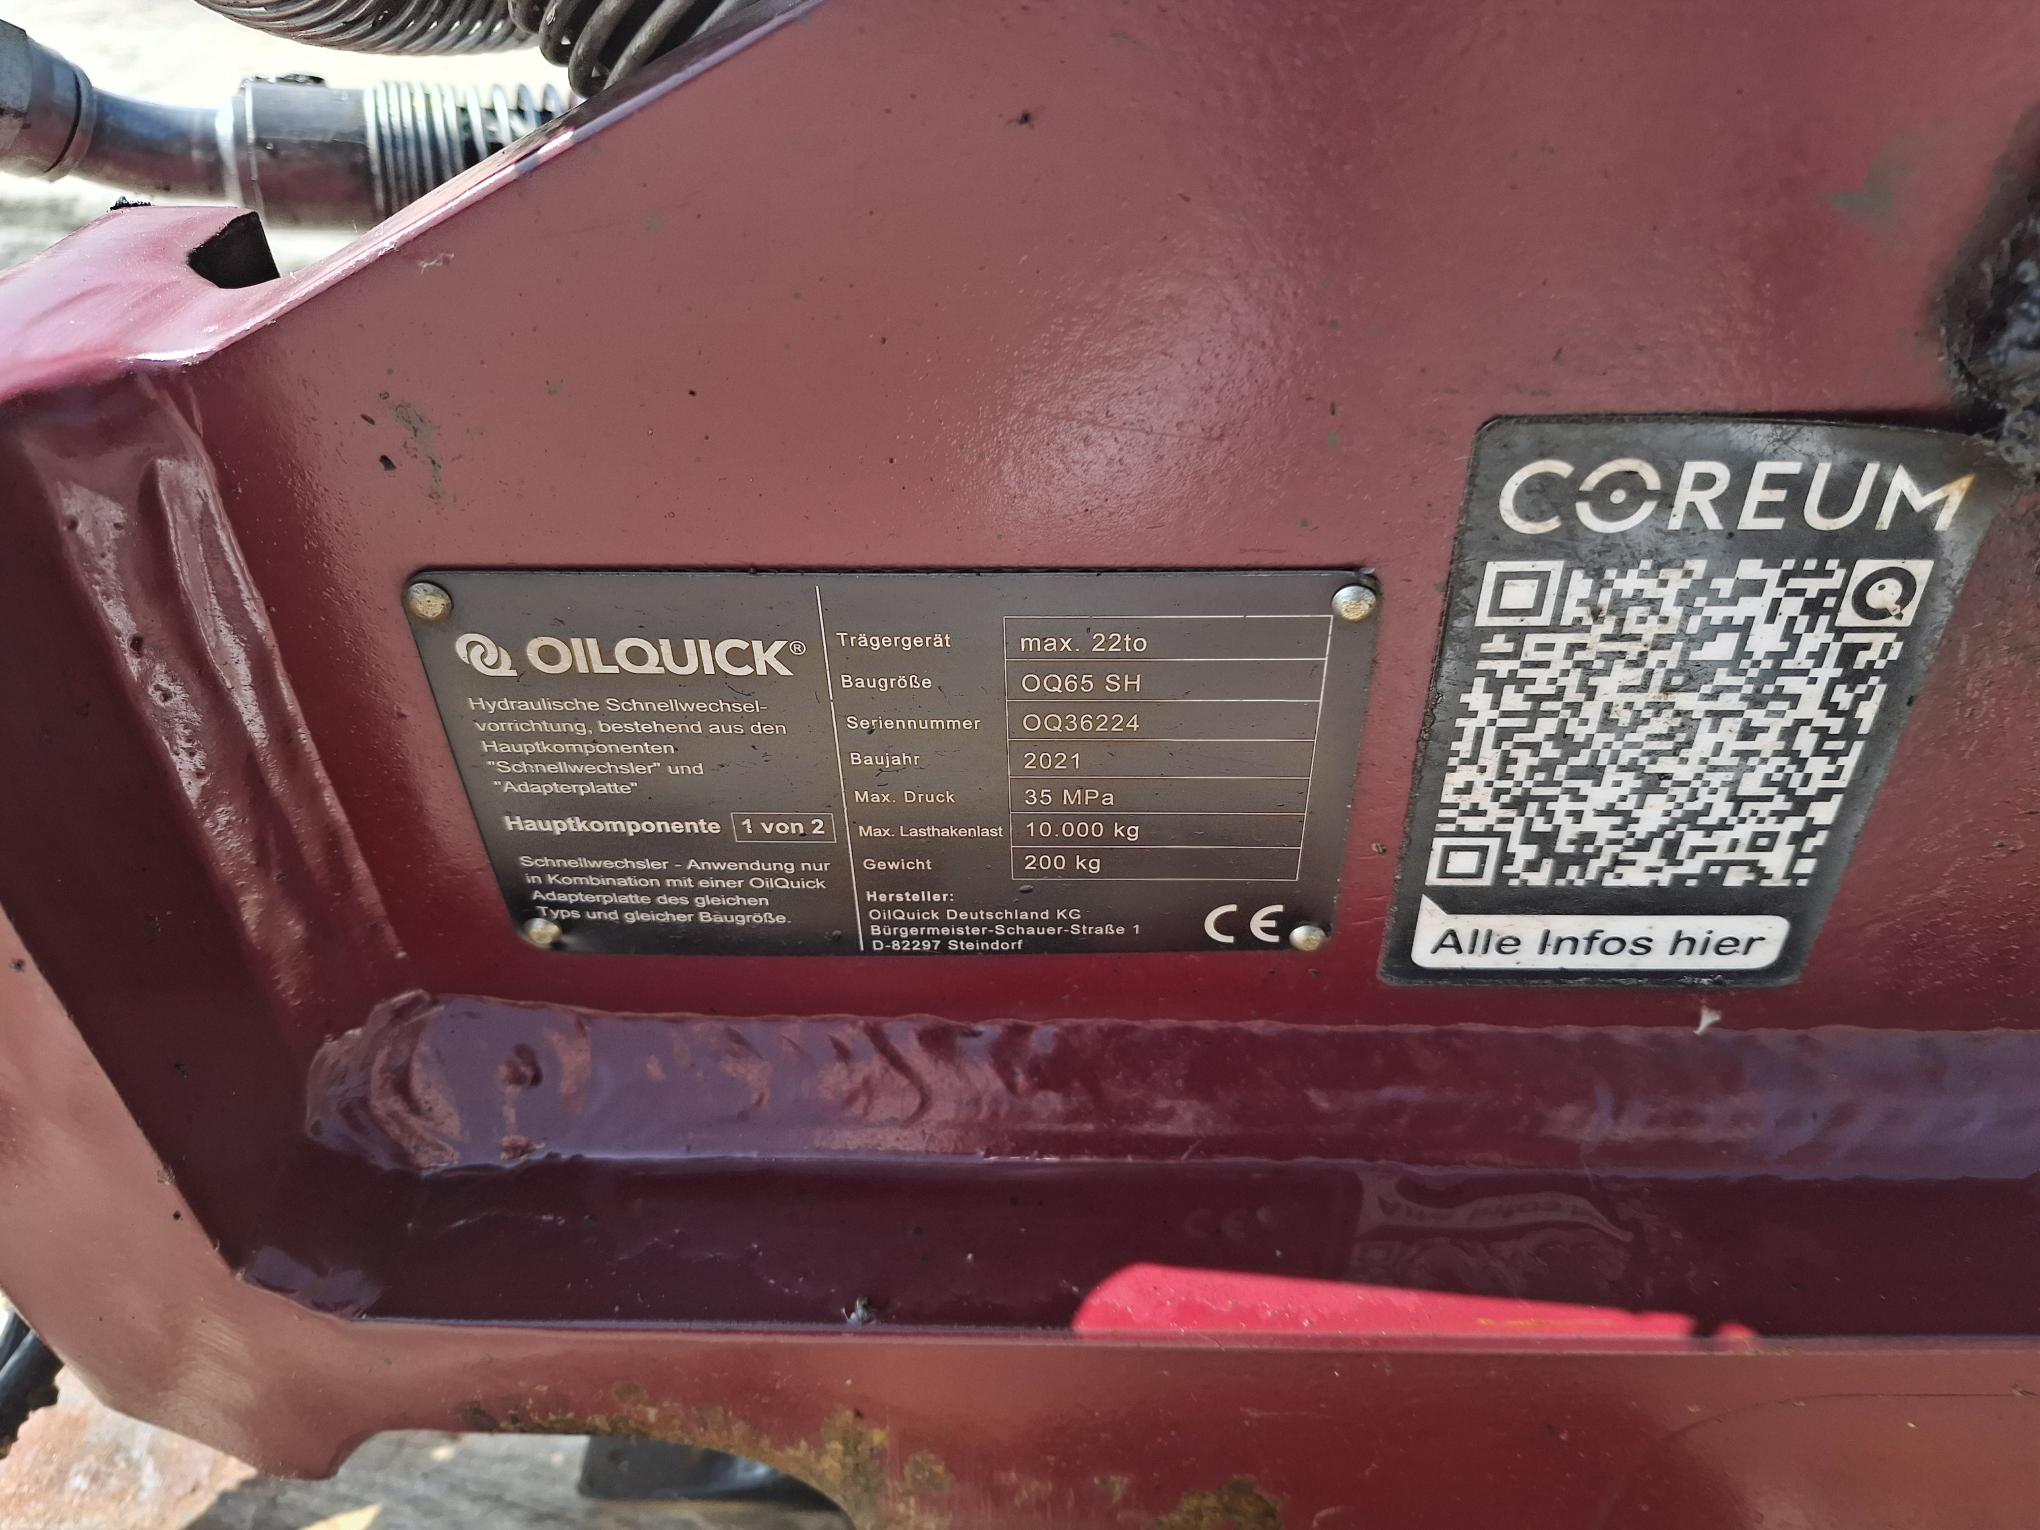 OILQUICK®
Hydraulische Schnellwechsel-
vorrichtung, bestehend aus den
Hauptkomponenten
"Schnellwechsler" und
"Adapterplatte"
Hauptkomponente 1 von 2
Schnellwechsler - Anwendung nur
in Kombination mit einer OilQuick
Adapterplatte des gleichen
Typs und gleicher Baugröße.
Trägergerät max. 22to
Baugröße OQ65 SH
Seriennummer OQ36224
Baujahr 2021
Max. Druck 35 MPa
Max. Lasthakenlast 10.000 kg
Gewicht 200 kg
Hersteller:
OilQuick Deutschland KG
Bürgermeister-Schauer-Straße 1
D-82297 Steindorf
CE
COREUM
Alle Infos hier